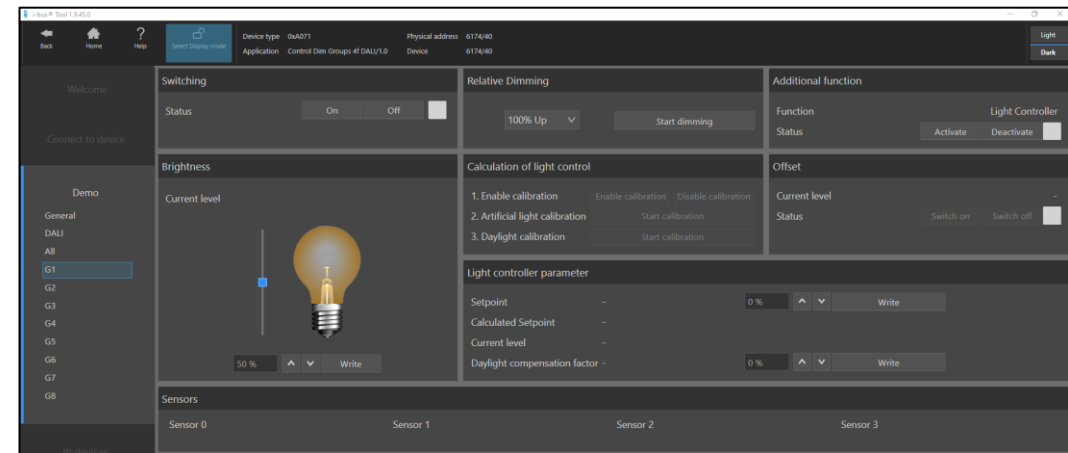 i-bus® Tool 1.9.45.0
Back
Home
Help
Select Display mode
Device type 0xA071
Physical address 6174/40
Application Control Dim Groups 4f DALI/1.0
Device 6174/40
Light
Dark
Welcome
Connect to device
Demo
General
DALI
All
G1
G2
G3
G4
G5
G6
G7
G8
Switching
Status On Off
Relative Dimming
100% Up Start dimming
Additional function
Function Light Controller
Status Activate Deactivate
Brightness
Current level
50 % Write
Calculation of light control
1. Enable calibration Enable calibration Disable calibration
2. Artificial light calibration Start calibration
3. Daylight calibration Start calibration
Offset
Current level -
Status Switch on Switch off
Light controller parameter
Setpoint - 0 % Write
Calculated Setpoint -
Current level -
Daylight compensation factor - 0 % Write
Sensors
Sensor 0 Sensor 1 Sensor 2 Sensor 3